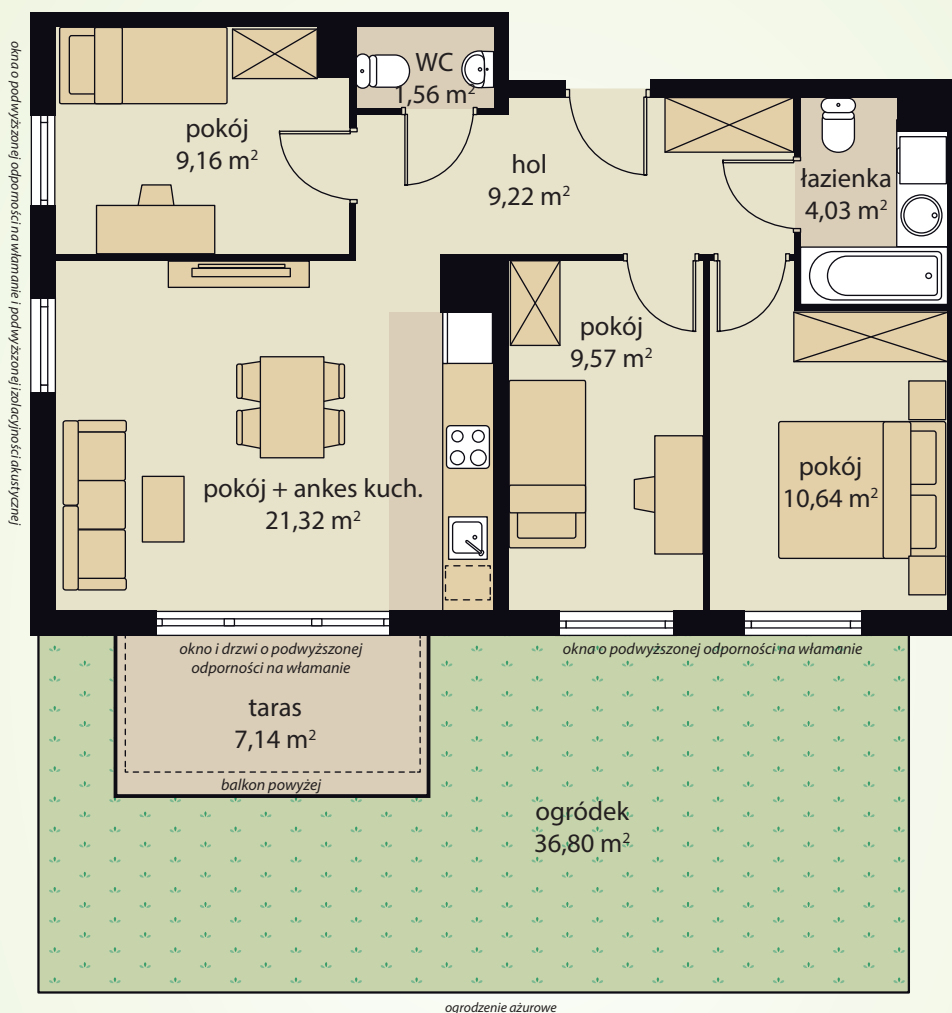 okna o podwyższonej odporności na włamanie i podwyższonej izolacyjności akustycznej
WC
1,56 m²
pokój
9,16 m²
hol
9,22 m²
łazienka
4,03 m²
pokój
9,57 m²
pokój
10,64 m²
pokój + ankes kuch.
21,32 m²
okno i drzwi o podwyższonej
odporności na włamanie
okna o podwyższonej odporności na włamanie
taras
7,14 m²
balkon powyżej
ogródek
36,80 m²
ogrodzenie ażurowe